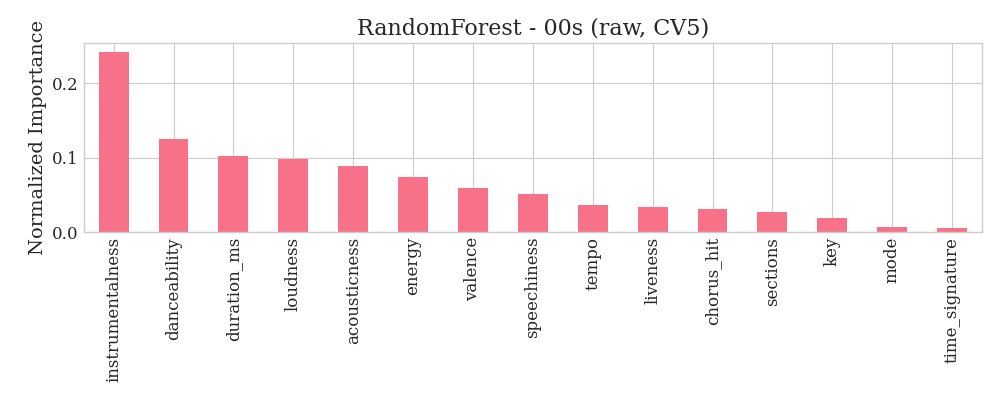 RandomForest - 00s (raw, CV5)
Normalized Importance
0.2
0.1
0.0
instrumentalness
danceability
duration_ms
loudness
acousticness
energy
valence
speechiness
tempo
liveness
chorus_hit
sections
key
mode
time_signature